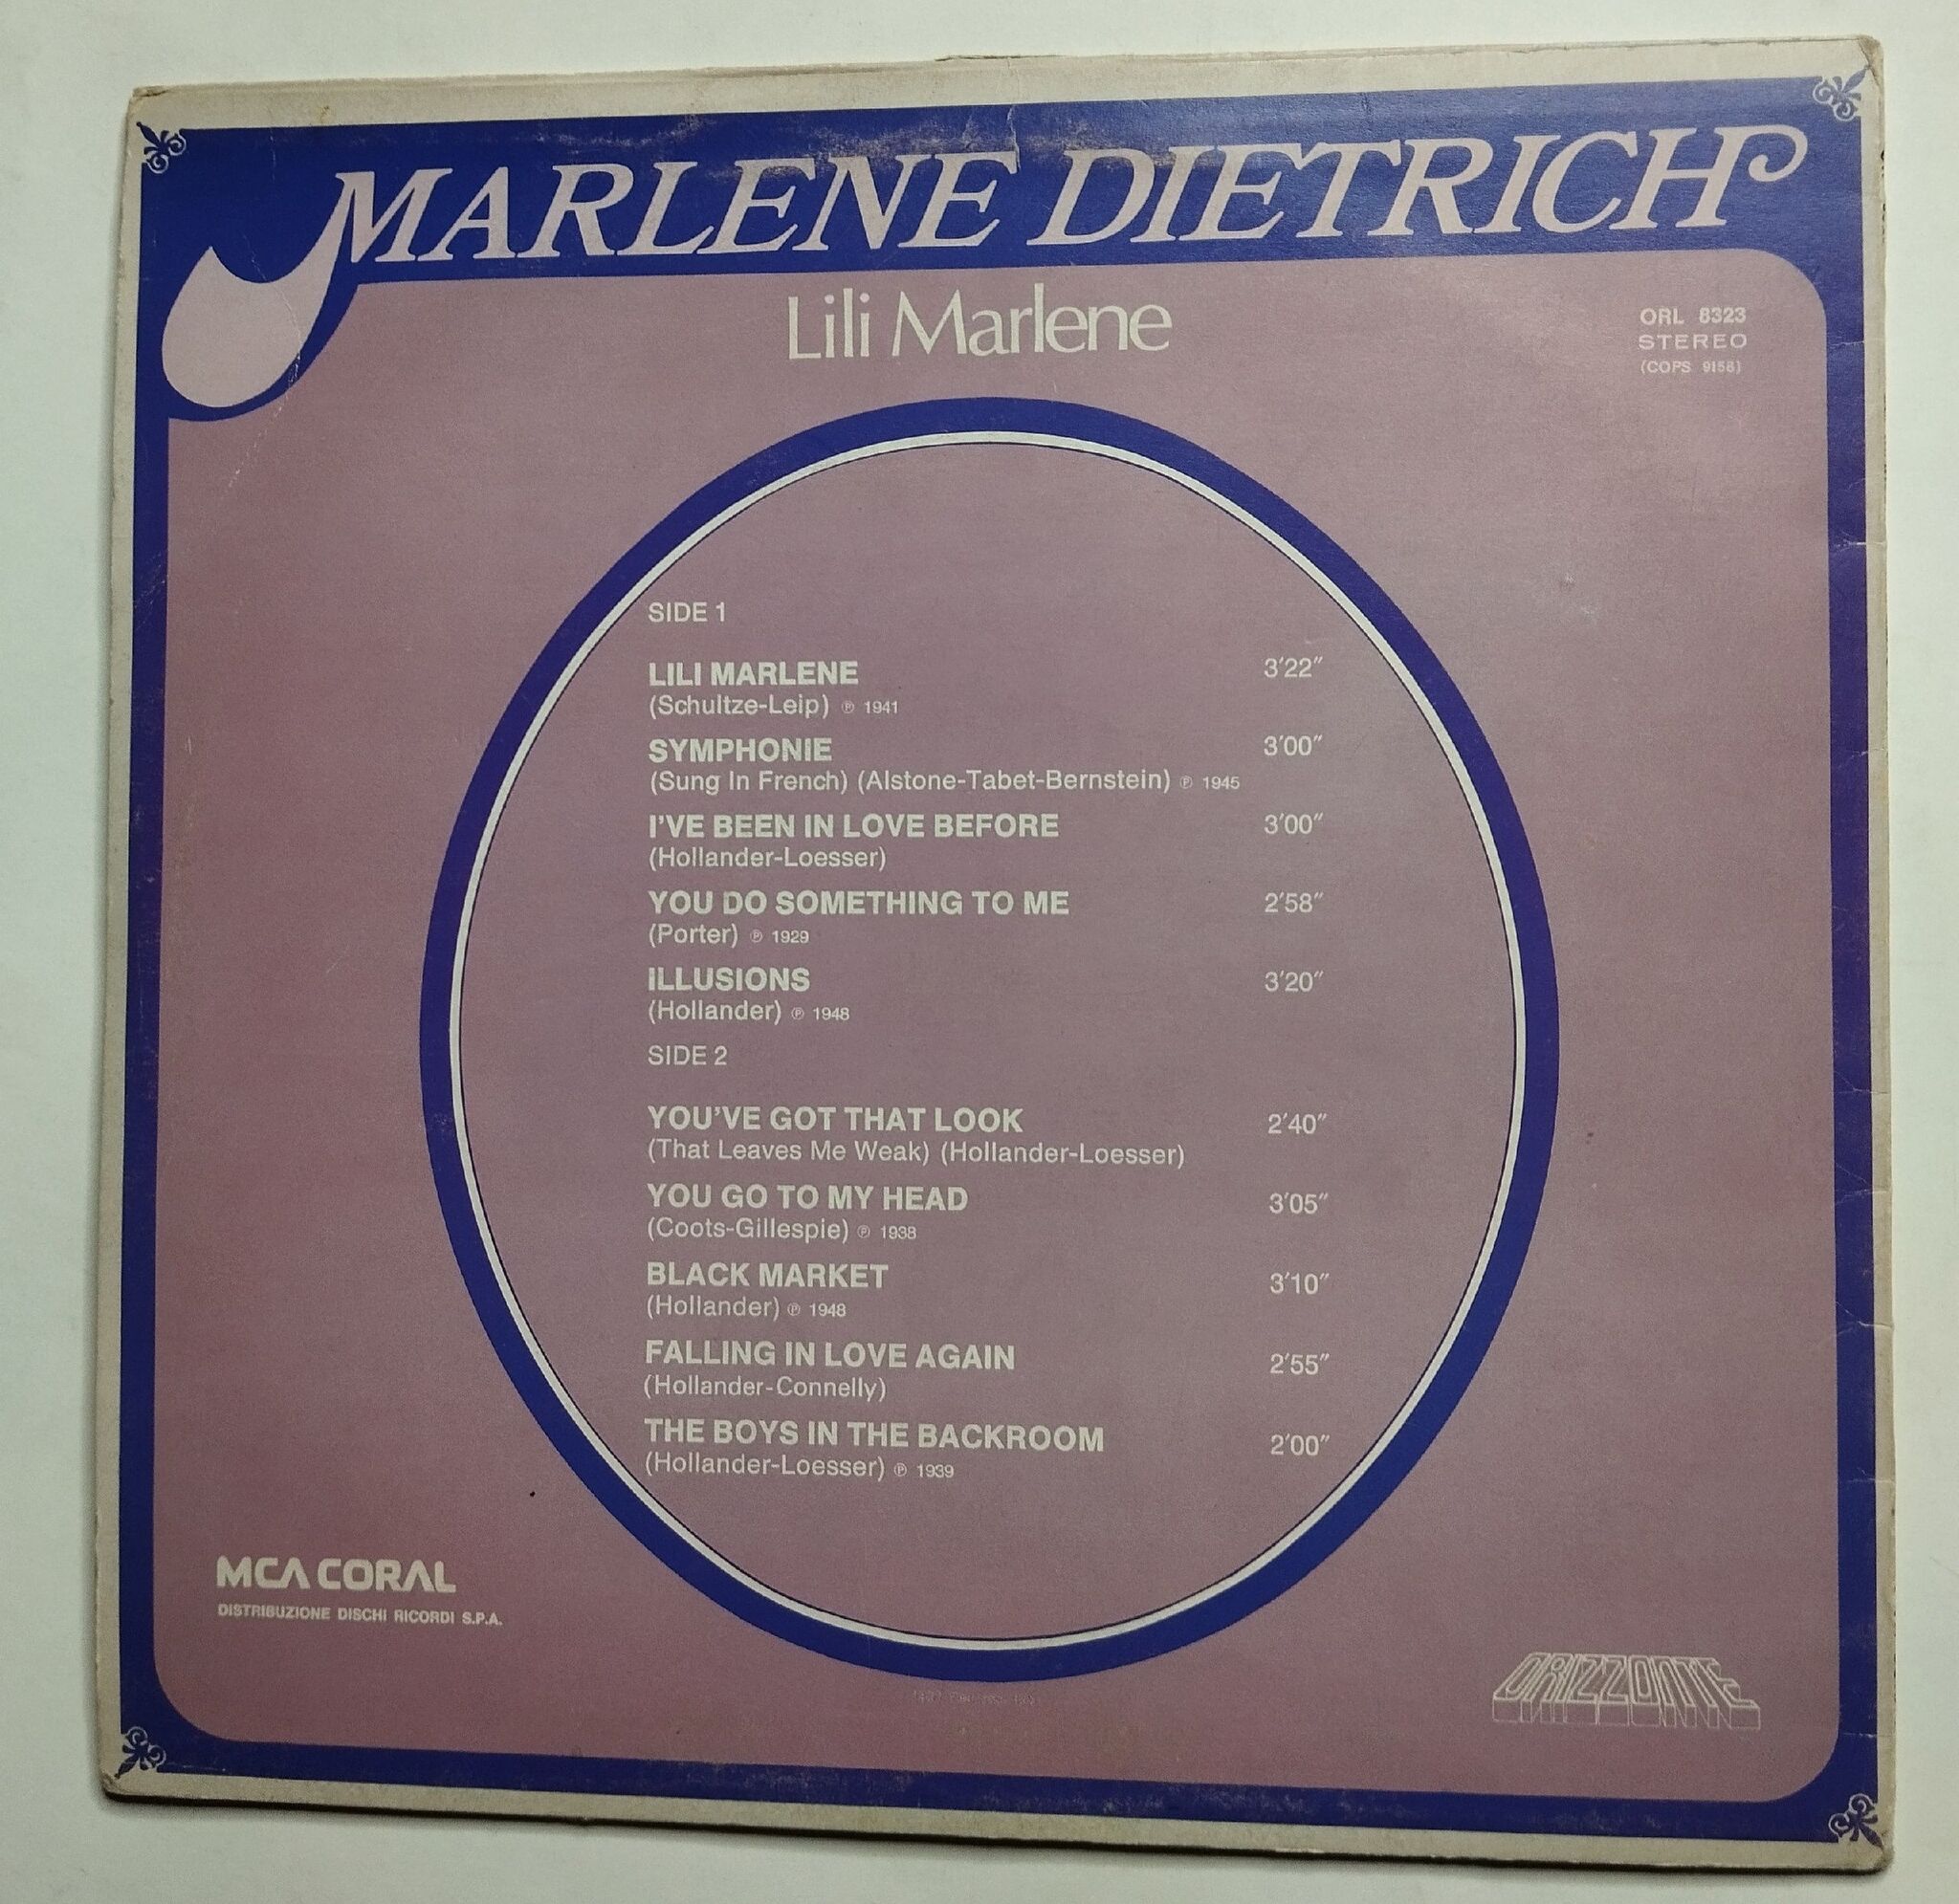 MARLENE DIETRICH
Lili Marlene
ORL 8323
STEREO
(COPS 9158)
SIDE 1
LILI MARLENE 3'22"
(Schultze-Leip) ℗ 1941
SYMPHONIE 3'00"
(Sung In French) (Alstone-Tabet-Bernstein) ℗ 1945
I'VE BEEN IN LOVE BEFORE 3'00"
(Hollander-Loesser)
YOU DO SOMETHING TO ME 2'58"
(Porter) ℗ 1929
ILLUSIONS 3'20"
(Hollander) ℗ 1948
SIDE 2
YOU'VE GOT THAT LOOK 2'40"
(That Leaves Me Weak) (Hollander-Loesser)
YOU GO TO MY HEAD 3'05"
(Coots-Gillespie) ℗ 1938
BLACK MARKET 3'10"
(Hollander) ℗ 1948
FALLING IN LOVE AGAIN 2'55"
(Hollander-Connelly)
THE BOYS IN THE BACKROOM 2'00"
(Hollander-Loesser) ℗ 1939
MCA CORAL
DISTRIBUZIONE DISCHI RICORDI S.P.A.
ORIZZONTE